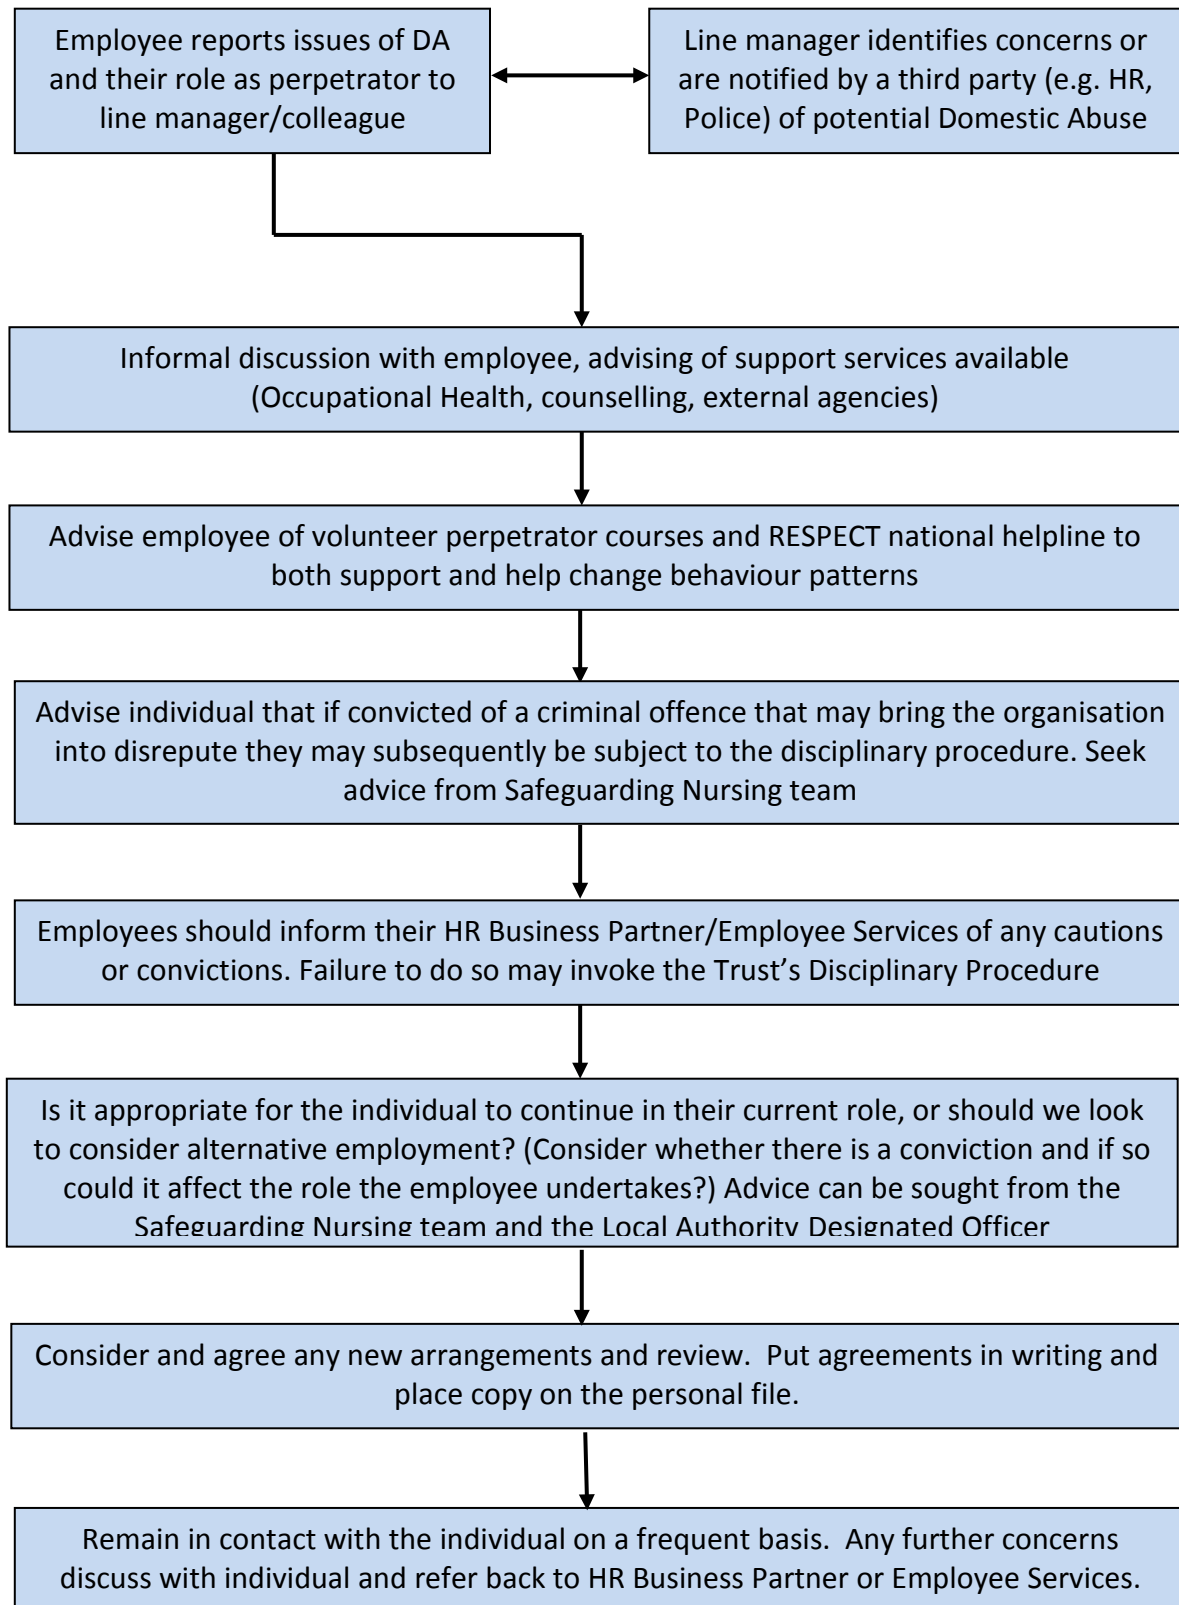 Employee reports issues of DA
and their role as perpetrator to
line manager/colleague
Line manager identifies concerns or
are notified by a third party (e.g. HR,
Police) of potential Domestic Abuse
Informal discussion with employee, advising of support services available
(Occupational Health, counselling, external agencies)
Advise employee of volunteer perpetrator courses and RESPECT national helpline to
both support and help change behaviour patterns
Advise individual that if convicted of a criminal offence that may bring the organisation
into disrepute they may subsequently be subject to the disciplinary procedure. Seek
advice from Safeguarding Nursing team
Employees should inform their HR Business Partner/Employee Services of any cautions
or convictions. Failure to do so may invoke the Trust’s Disciplinary Procedure
Is it appropriate for the individual to continue in their current role, or should we look
to consider alternative employment? (Consider whether there is a conviction and if so
could it affect the role the employee undertakes?) Advice can be sought from the
Safeguarding Nursing team and the Local Authority Designated Officer
Consider and agree any new arrangements and review.  Put agreements in writing and
place copy on the personal file.
Remain in contact with the individual on a frequent basis.  Any further concerns
discuss with individual and refer back to HR Business Partner or Employee Services.